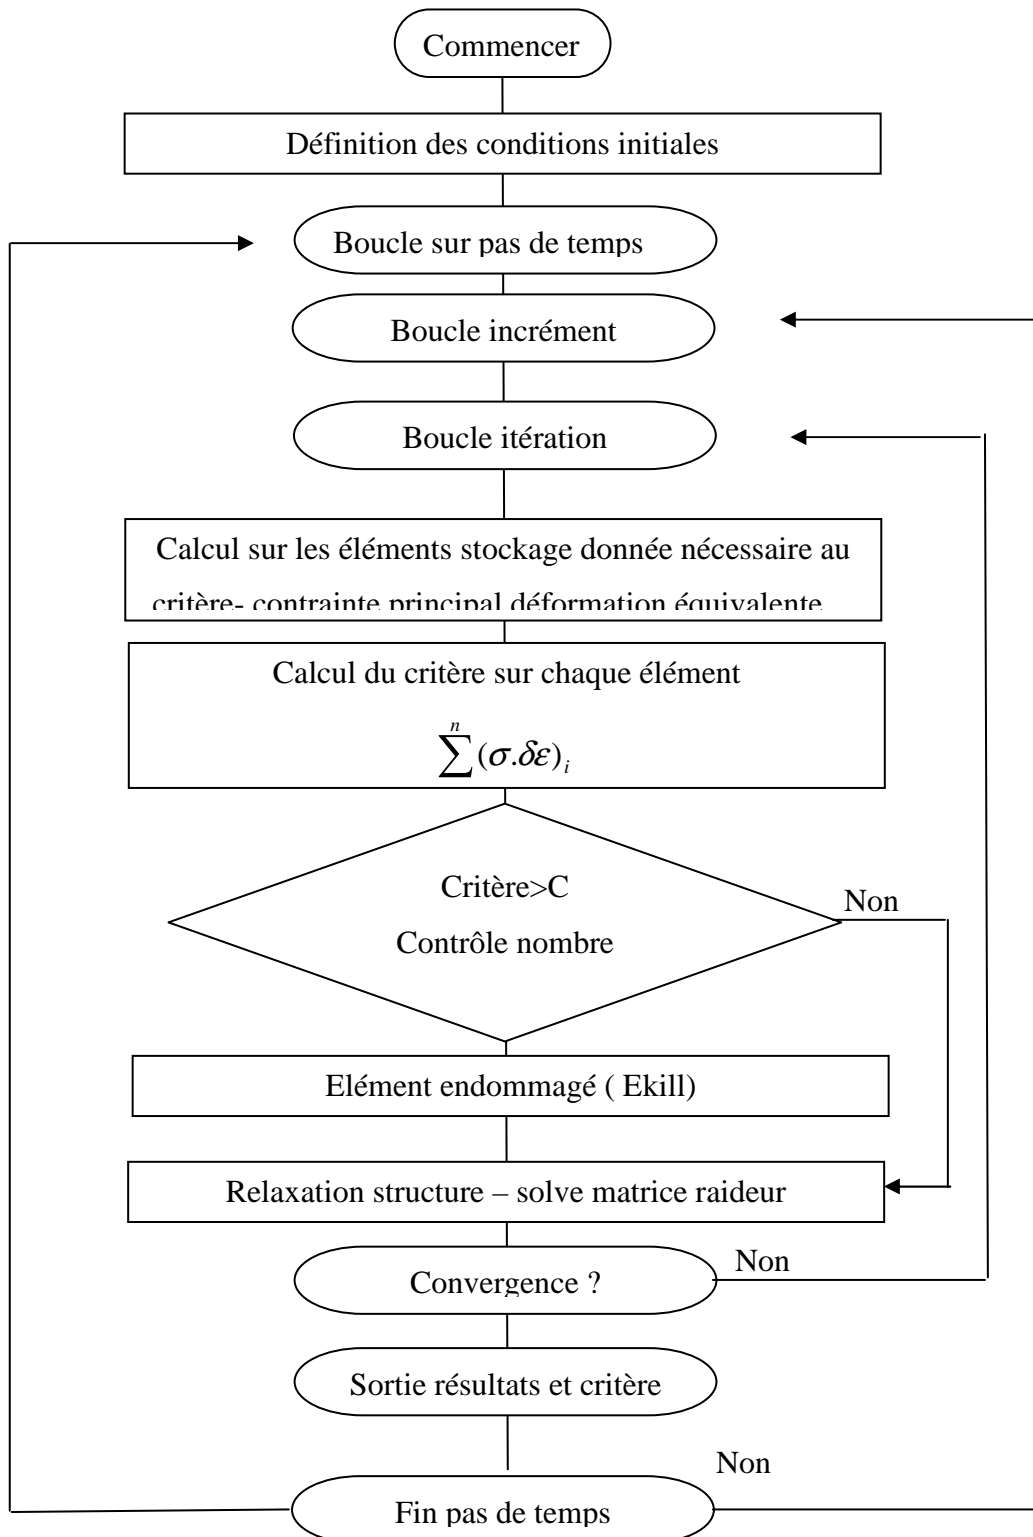 Commencer
Définition des conditions initiales
Boucle sur pas de temps
Boucle incrément
Boucle itération
Calcul sur les éléments stockage donnée nécessaire au
critère- contrainte principal déformation équivalente
Calcul du critère sur chaque élément
n
∑(σ.δε)i
Critère>C
Non
Contrôle nombre
Elément endommagé ( Ekill)
Relaxation structure – solve matrice raideur
Non
Convergence ?
Sortie résultats et critère
Non
Fin pas de temps